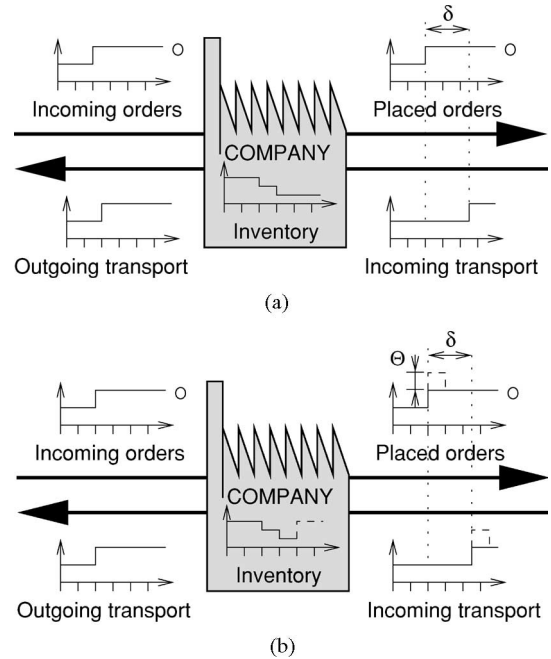 δ
O
O
Incoming orders
Placed orders
COMPANY
Inventory
Outgoing transport
Incoming transport
(a)
δ
Θ
O
O
Incoming orders
Placed orders
COMPANY
Inventory
Outgoing transport
Incoming transport
(b)